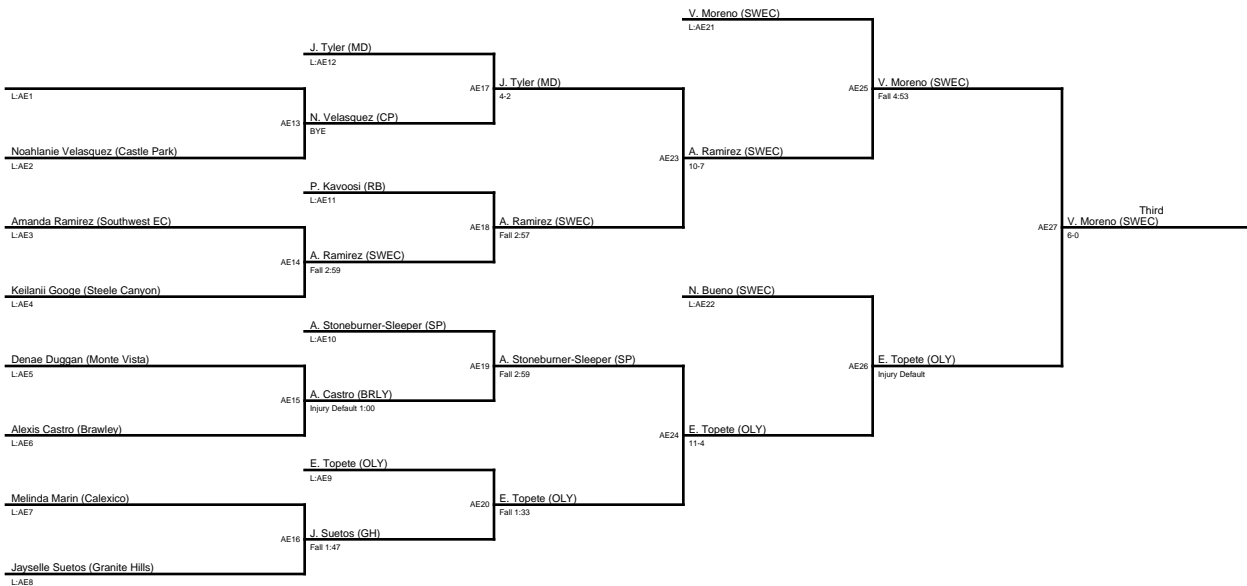 V. Moreno (SWEC)
L:AE21
J. Tyler (MD)
L:AE12
L:AE1
AE17
J. Tyler (MD)
4-2
AE25
V. Moreno (SWEC)
Fall 4:53
AE13
N. Velasquez (CP)
BYE
Noahlanie Velasquez (Castle Park)
L:AE2
AE23
A. Ramirez (SWEC)
10-7
P. Kavoosi (RB)
L:AE11
Amanda Ramirez (Southwest EC)
L:AE3
AE18
A. Ramirez (SWEC)
Fall 2:57
AE27
Third
V. Moreno (SWEC)
6-0
AE14
A. Ramirez (SWEC)
Fall 2:59
Keilanii Googe (Steele Canyon)
L:AE4
N. Bueno (SWEC)
L:AE22
A. Stoneburner-Sleeper (SP)
L:AE10
Denae Duggan (Monte Vista)
L:AE5
AE19
A. Stoneburner-Sleeper (SP)
Fall 2:59
AE26
E. Topete (OLY)
Injury Default
AE15
A. Castro (BRLY)
Injury Default 1:00
Alexis Castro (Brawley)
L:AE6
AE24
E. Topete (OLY)
11-4
E. Topete (OLY)
L:AE9
Melinda Marin (Calexico)
L:AE7
AE20
E. Topete (OLY)
Fall 1:33
AE16
J. Suetos (GH)
Fall 1:47
Jayselle Suetos (Granite Hills)
L:AE8